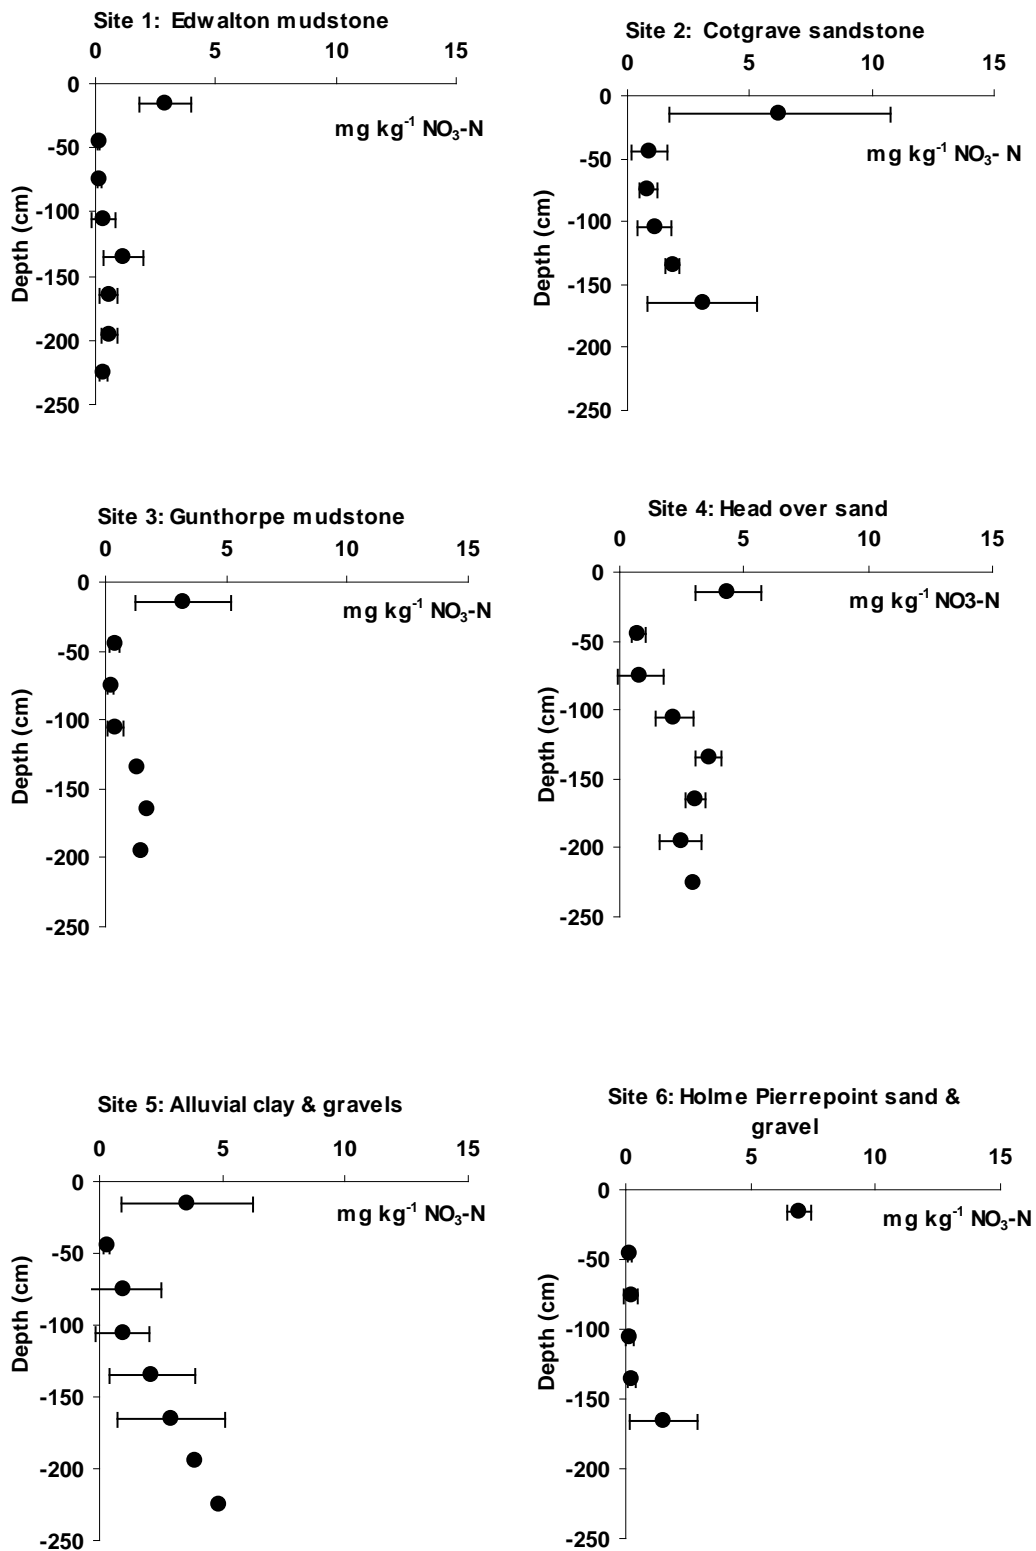 Site 1: Edwalton mudstone
0 5 10 15
0
mg kg-1 NO3-N
-50
-100
-150
-200
-250
Depth (cm)
Site 2: Cotgrave sandstone
0 5 10 15
0
mg kg-1 NO3- N
-50
-100
-150
-200
-250
Depth (cm)
Site 3: Gunthorpe mudstone
0 5 10 15
0
mg kg-1 NO3-N
-50
-100
-150
-200
-250
Depth (cm)
Site 4: Head over sand
0 5 10 15
0
mg kg-1 NO3-N
-50
-100
-150
-200
-250
Depth (cm)
Site 5: Alluvial clay & gravels
0 5 10 15
0
mg kg-1 NO3-N
-50
-100
-150
-200
-250
Depth (cm)
Site 6: Holme Pierrepoint sand &
gravel
0 5 10 15
0
mg kg-1 NO3-N
-50
-100
-150
-200
-250
Depth (cm)